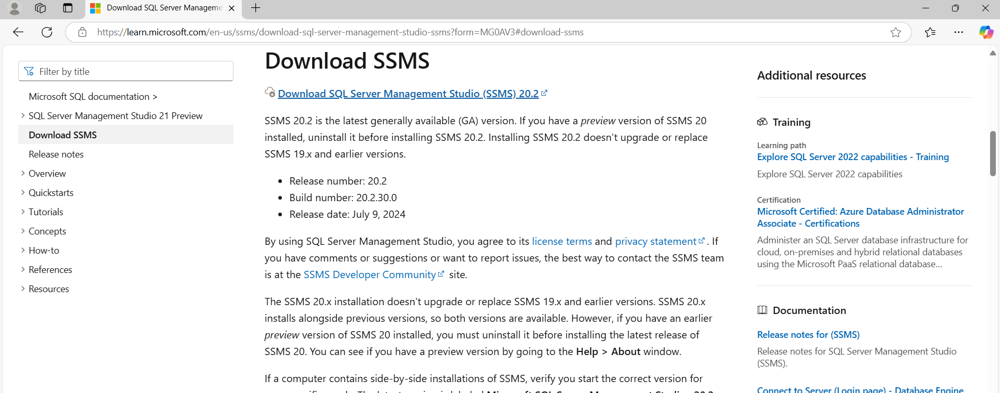 Download SQL Server Manageme
https://learn.microsoft.com/en-us/ssms/download-sql-server-management-studio-ssms?form=MG0AV3#download-ssms
Filter by title
Microsoft SQL documentation >
SQL Server Management Studio 21 Preview
Download SSMS
Release notes
Overview
Quickstarts
Tutorials
Concepts
How-to
References
Resources
Download SSMS
Download SQL Server Management Studio (SSMS) 20.2
SSMS 20.2 is the latest generally available (GA) version. If you have a preview version of SSMS 20
installed, uninstall it before installing SSMS 20.2. Installing SSMS 20.2 doesn't upgrade or replace
SSMS 19.x and earlier versions.
• Release number: 20.2
• Build number: 20.2.30.0
• Release date: July 9, 2024
By using SQL Server Management Studio, you agree to its license terms and privacy statement. If
you have comments or suggestions or want to report issues, the best way to contact the SSMS team
is at the SSMS Developer Community site.
The SSMS 20.x installation doesn't upgrade or replace SSMS 19.x and earlier versions. SSMS 20.x
installs alongside previous versions, so both versions are available. However, if you have an earlier
preview version of SSMS 20 installed, you must uninstall it before installing the latest release of
SSMS 20. You can see if you have a preview version by going to the Help > About window.
If a computer contains side-by-side installations of SSMS, verify you start the correct version for
Additional resources
Training
Learning path
Explore SQL Server 2022 capabilities - Training
Explore SQL Server 2022 capabilities
Certification
Microsoft Certified: Azure Database Administrator
Associate - Certifications
Administer an SQL Server database infrastructure for
cloud, on-premises and hybrid relational databases
using the Microsoft PaaS relational database...
Documentation
Release notes for (SSMS)
Release notes for SQL Server Management Studio
(SSMS).
Connect to Server (Login page) - Database Engine